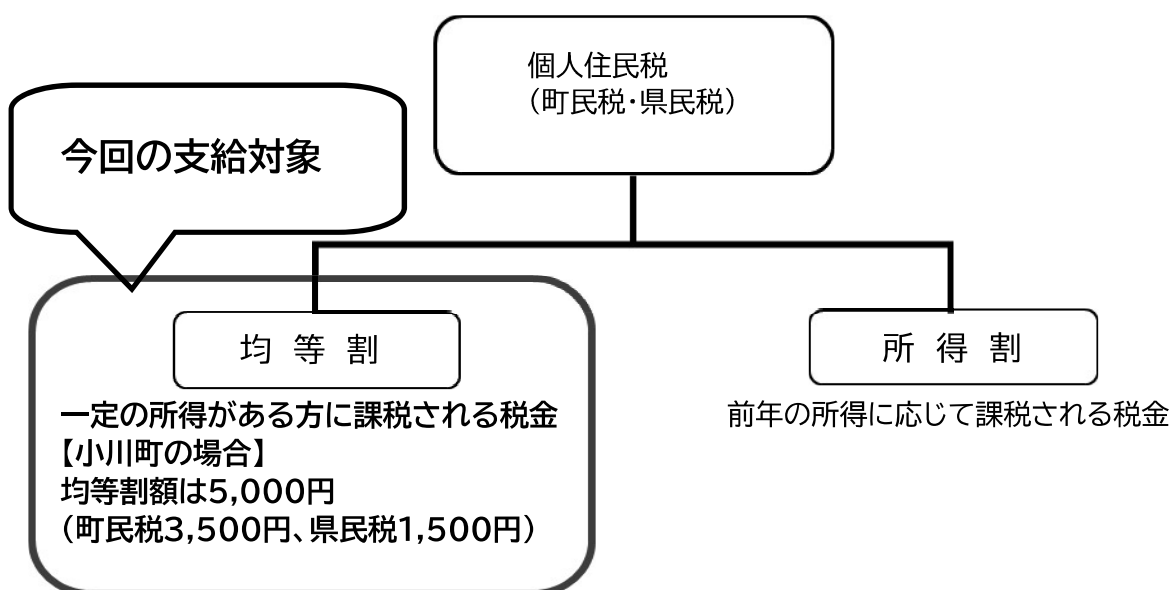 個人住民税
（町民税・県民税）
今回の支給対象
均等割
一定の所得がある方に課税される税金
【小川町の場合】
均等割額は5,000円
（町民税3,500円、県民税1,500円）
所得割
前年の所得に応じて課税される税金